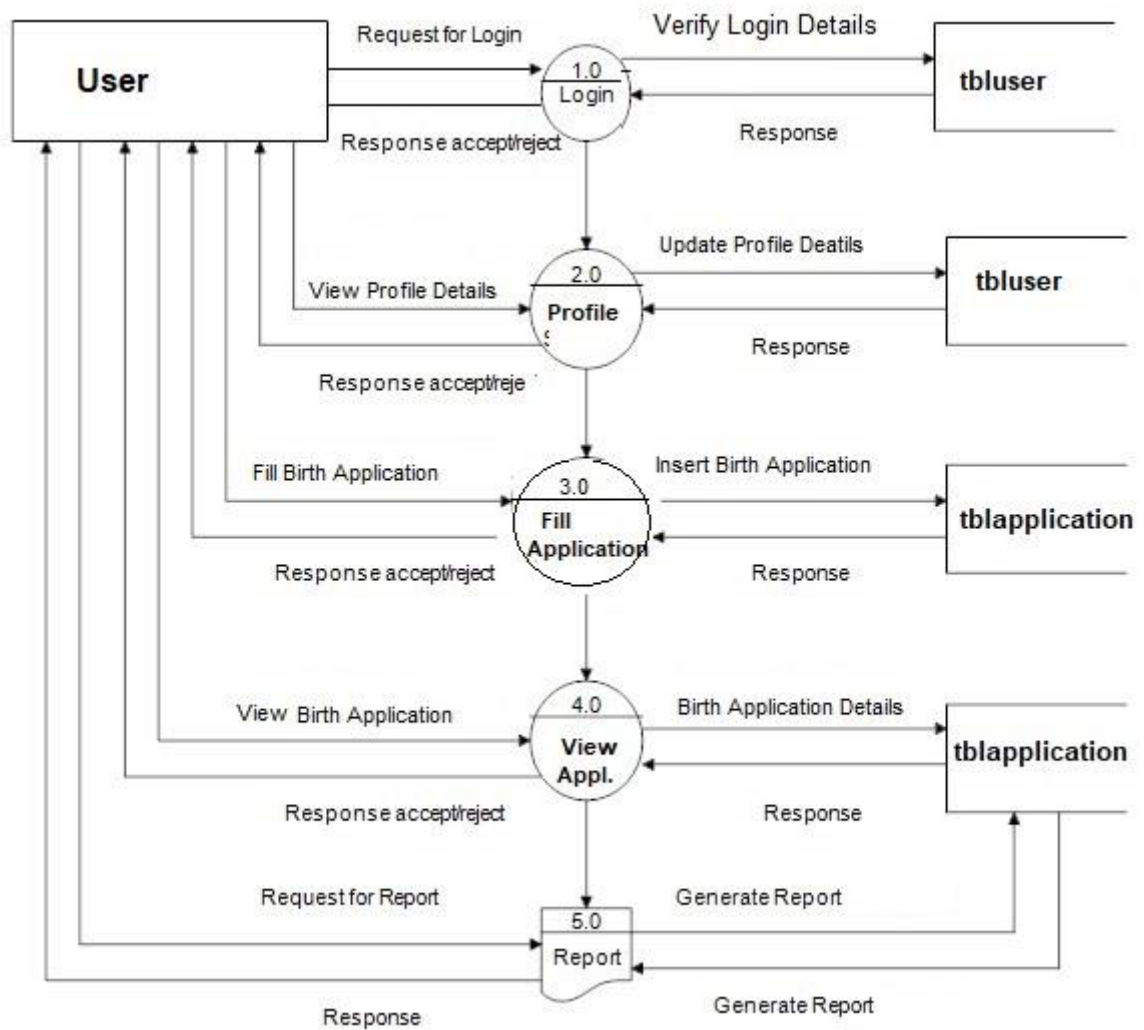 Request for Login
Verify Login Details
User
1.0
Login
tbluser
Response accept/reject
Response
Update Profile Deatils
2.0
Profile
tbluser
View Profile Details
Response
Response accept/reje
Fill Birth Application
Insert Birth Application
3.0
Fill
Application
tblapplication
Response accept/reject
Response
View Birth Application
Birth Application Details
4.0
View
Appl.
tblapplication
Response accept/reject
Response
Request for Report
Generate Report
5.0
Report
Response
Generate Report